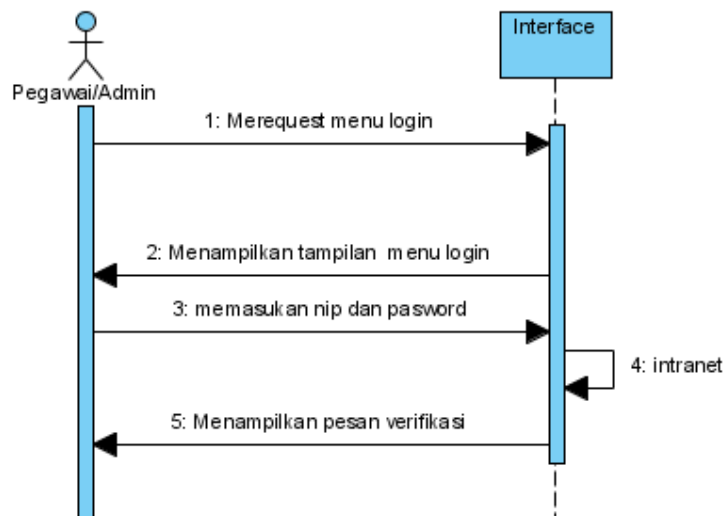 Interface
Pegawai/Admin
1: Merequest menu login
2: Menampilkan tampilan menu login
3: memasukan nip dan pasword
4: intranet
5: Menampilkan pesan verifikasi